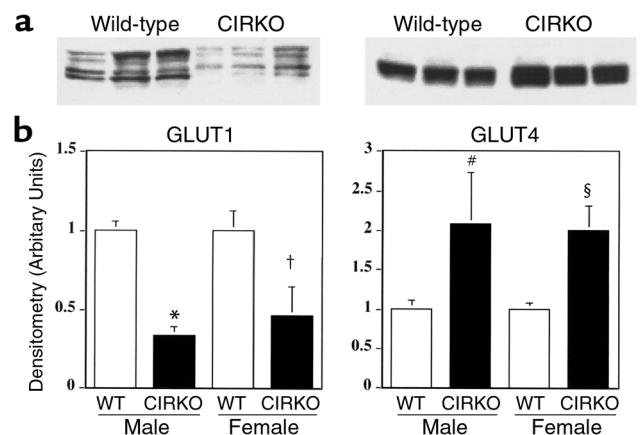 a Wild-type CIRKO Wild-type CIRKO
b GLUT1 GLUT4
Densitometry (Arbitary Units)
1.5
1
0.5
0
*
†
WT CIRKO WT CIRKO
Male Female
3
2.5
2
1.5
1
0.5
0
#
§
WT CIRKO WT CIRKO
Male Female